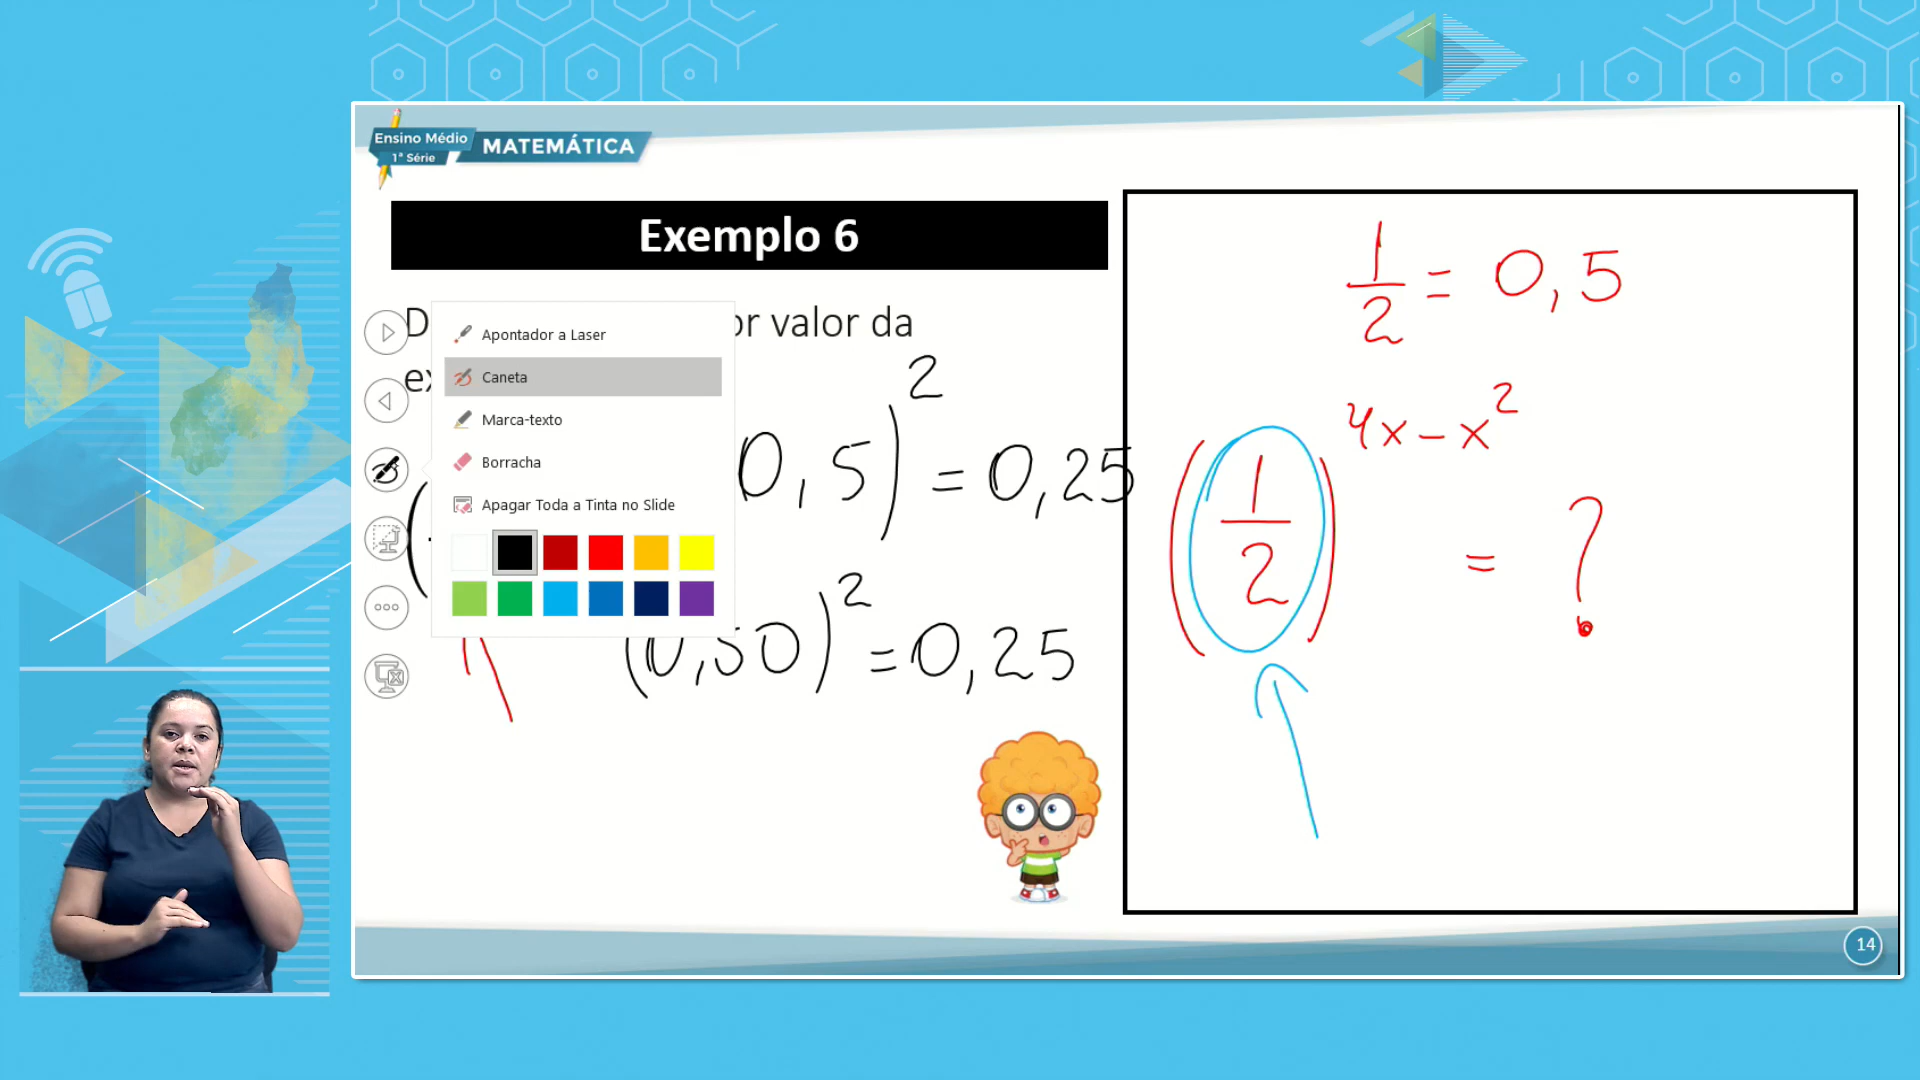 Ensino Médio
1ª Série
MATEMÁTICA
Exemplo 6
or valor da
Apontador a Laser
Caneta
Marca-texto
Borracha
Apagar Toda a Tinta no Slide
0,5)² = 0,25
(0,50)² = 0,25
1/2 = 0,5
(1/2)^(4x-x²) = ?
14